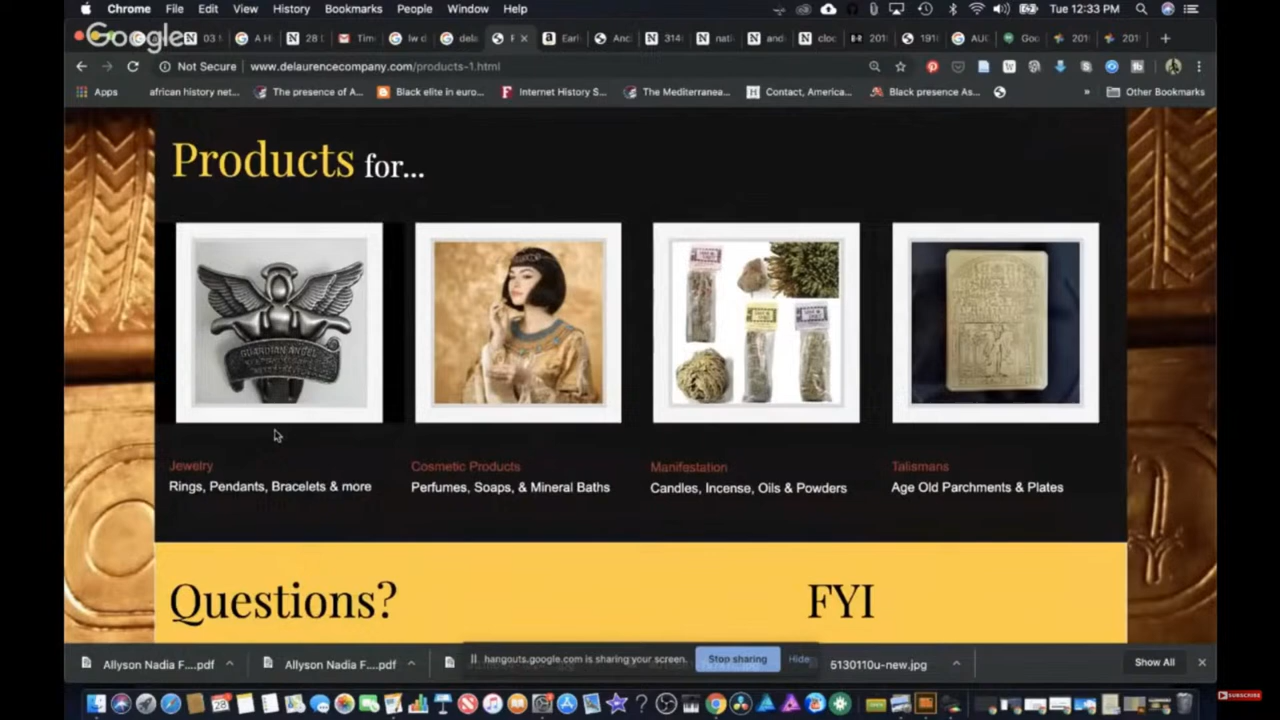 Chrome File Edit View History Bookmarks People Window Help Tue 12:33 PM
Google
Not Secure www.delaurencecompany.com/products-1.html
Apps african history net... The presence of A... Black elite in euro... Internet History S... The Mediterranea... Contact, America... Black presence As... » Other Bookmarks
Products for...
GUARDIAN ANGEL
Jewelry Cosmetic Products Manifestation Talismans
Rings, Pendants, Bracelets & more Perfumes, Soaps, & Mineral Baths Candles, Incense, Oils & Powders Age Old Parchments & Plates
Questions? FYI
Allyson Nadia F....pdf Allyson Nadia F....pdf hangouts.google.com is sharing your screen. Stop sharing Hide 5130110u-new.jpg Show All
SUBSCRIBE